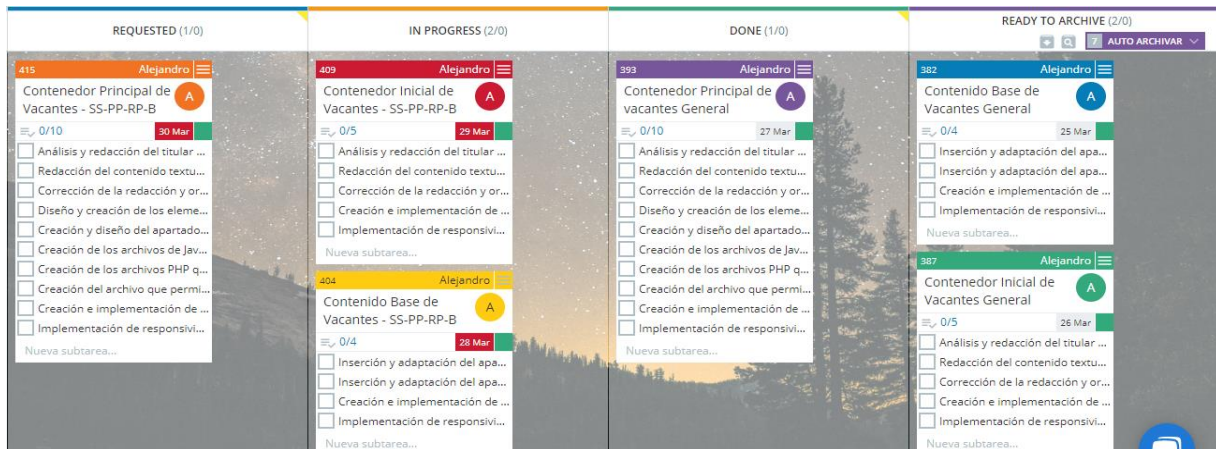 REQUESTED (1/0)
415 Alejandro
Contenedor Principal de
Vacantes - SS-PP-RP-B
A
0/10 30 Mar
Análisis y redacción del titular ...
Redacción del contenido textu...
Corrección de la redacción y or...
Diseño y creación de los eleme...
Creación y diseño del apartado...
Creación de los archivos de Jav...
Creación de los archivos PHP q...
Creación del archivo que permi...
Creación e implementación de ...
Implementación de responsivi...
Nueva subtarea...
IN PROGRESS (2/0)
409 Alejandro
Contenedor Inicial de
Vacantes - SS-PP-RP-B
A
0/5 29 Mar
Análisis y redacción del titular ...
Redacción del contenido textu...
Corrección de la redacción y or...
Creación e implementación de ...
Implementación de responsivi...
Nueva subtarea...
404 Alejandro
Contenido Base de
Vacantes - SS-PP-RP-B
A
0/4 28 Mar
Inserción y adaptación del apa...
Inserción y adaptación del apa...
Creación e implementación de ...
Implementación de responsivi...
Nueva subtarea...
DONE (1/0)
393 Alejandro
Contenedor Principal de
vacantes General
A
0/10 27 Mar
Análisis y redacción del titular ...
Redacción del contenido textu...
Corrección de la redacción y or...
Diseño y creación de los eleme...
Creación y diseño del apartado...
Creación de los archivos de Jav...
Creación de los archivos PHP q...
Creación del archivo que permi...
Creación e implementación de ...
Implementación de responsivi...
Nueva subtarea...
READY TO ARCHIVE (2/0)
7 AUTO ARCHIVAR
382 Alejandro
Contenido Base de
Vacantes General
A
0/4 25 Mar
Inserción y adaptación del apa...
Inserción y adaptación del apa...
Creación e implementación de ...
Implementación de responsivi...
Nueva subtarea...
387 Alejandro
Contenedor Inicial de
Vacantes General
A
0/5 26 Mar
Análisis y redacción del titular ...
Redacción del contenido textu...
Corrección de la redacción y or...
Creación e implementación de ...
Implementación de responsivi...
Nueva subtarea...